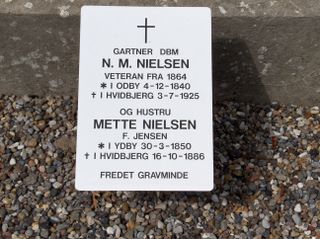 GARTNER DBM
N. M. NIELSEN
VETERAN FRA 1864
* I ODBY 4-12-1840
† I HVIDBJERG 3-7-1925
OG HUSTRU
METTE NIELSEN
F. JENSEN
* I YDBY 30-3-1850
† I HVIDBJERG 16-10-1886
FREDET GRAVMINDE